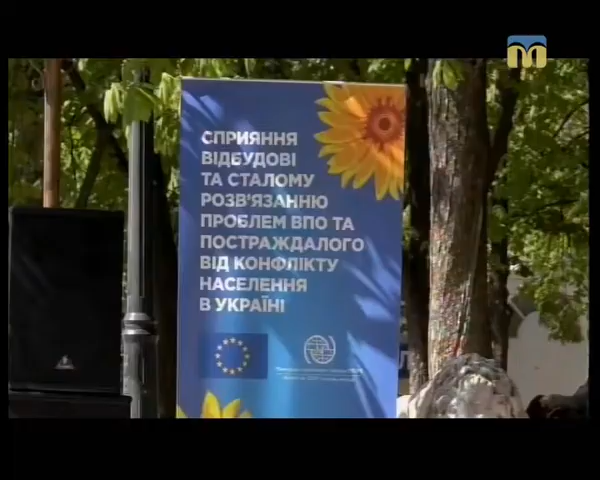 СПРИЯННЯ
ВІДБУДОВІ
ТА СТАЛОМУ
РОЗВ'ЯЗАННЮ
ПРОБЛЕМ ВПО ТА
ПОСТРАЖДАЛОГО
ВІД КОНФЛІКТУ
НАСЕЛЕННЯ
В УКРАЇНІ